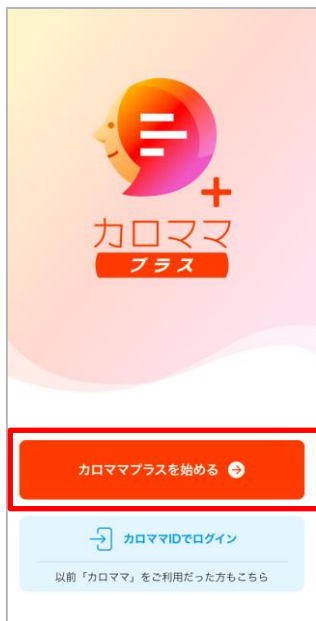 カロママ
プラス
カロママプラスを始める
カロママIDでログイン
以前「カロママ」をご利用だった方もこちら